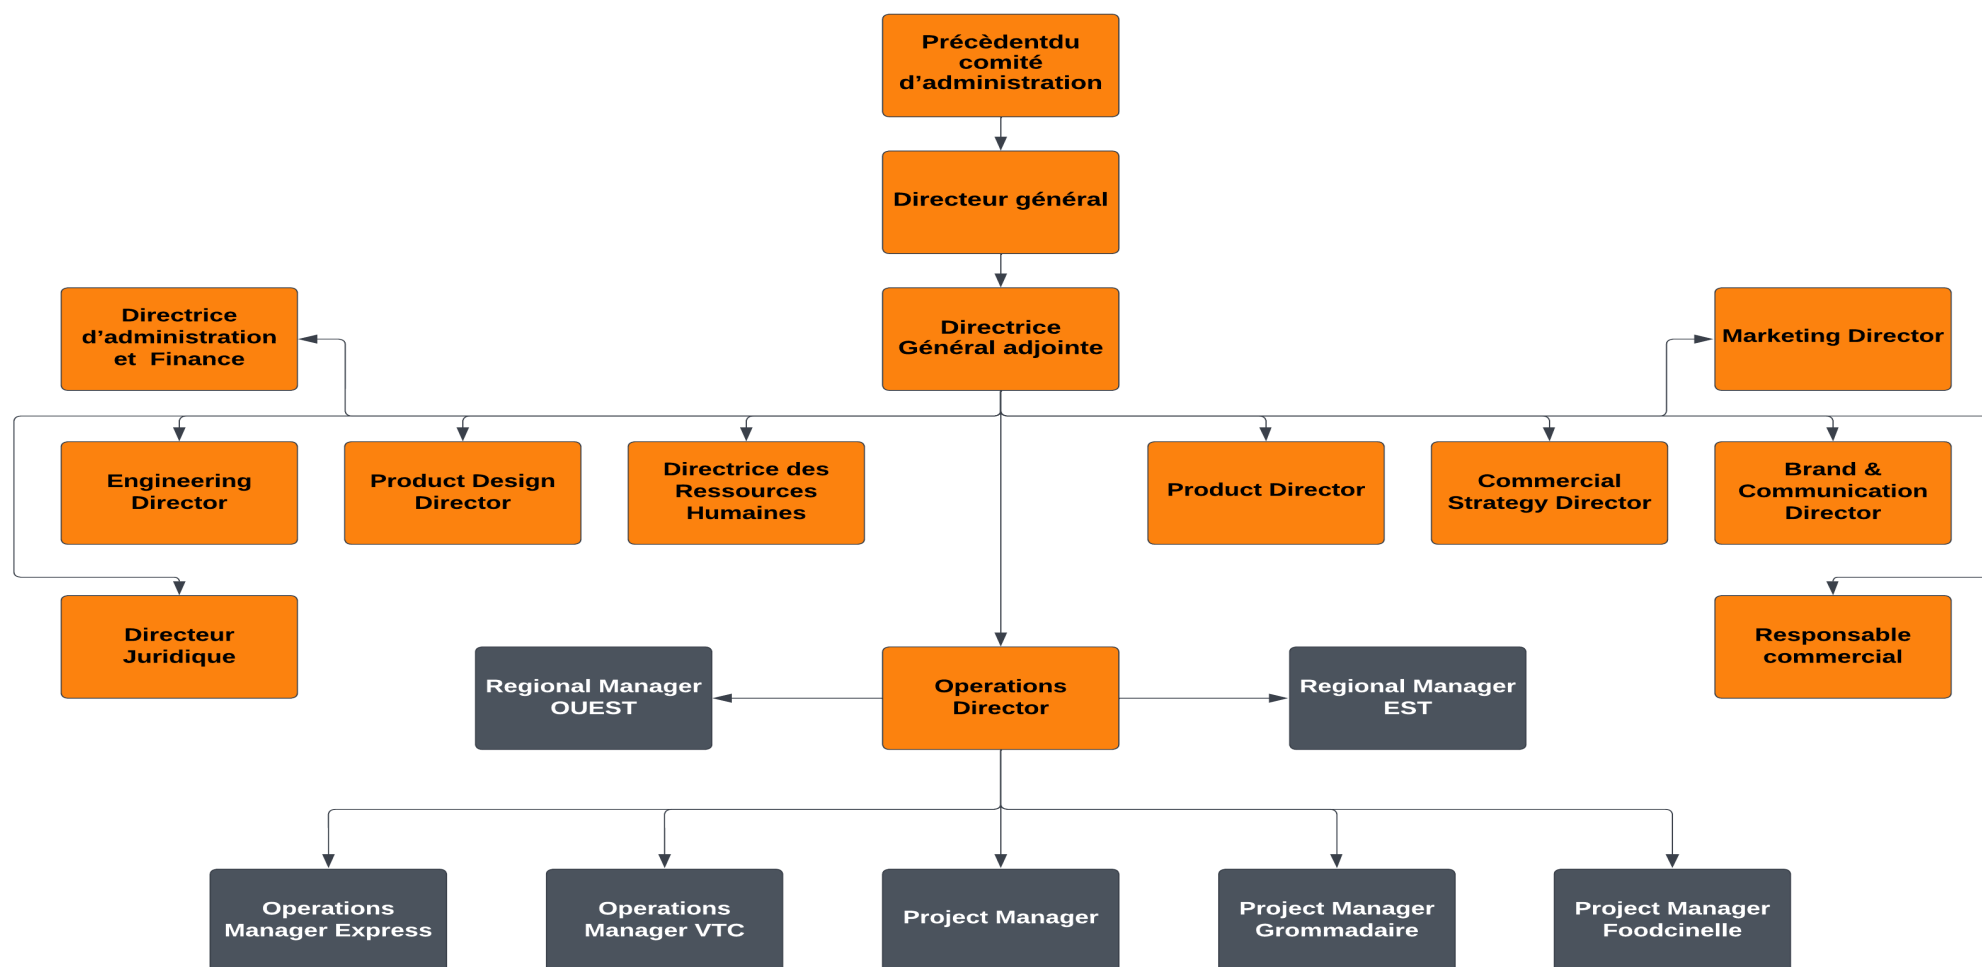 Précèdentdu
comité
d’administration
Directeur général
Directrice
d’administration
et  Finance
Directrice
Général adjointe
Marketing Director
Engineering
Director
Product Design
Director
Directrice des
Ressources
Humaines
Product Director
Commercial
Strategy Director
Brand &
Communication
Director
Directeur
Juridique
Responsable
commercial
Regional Manager
OUEST
Operations
Director
Regional Manager
EST
Operations
Manager Express
Operations
Manager VTC
Project Manager
Project Manager
Grommadaire
Project Manager
Foodcinelle